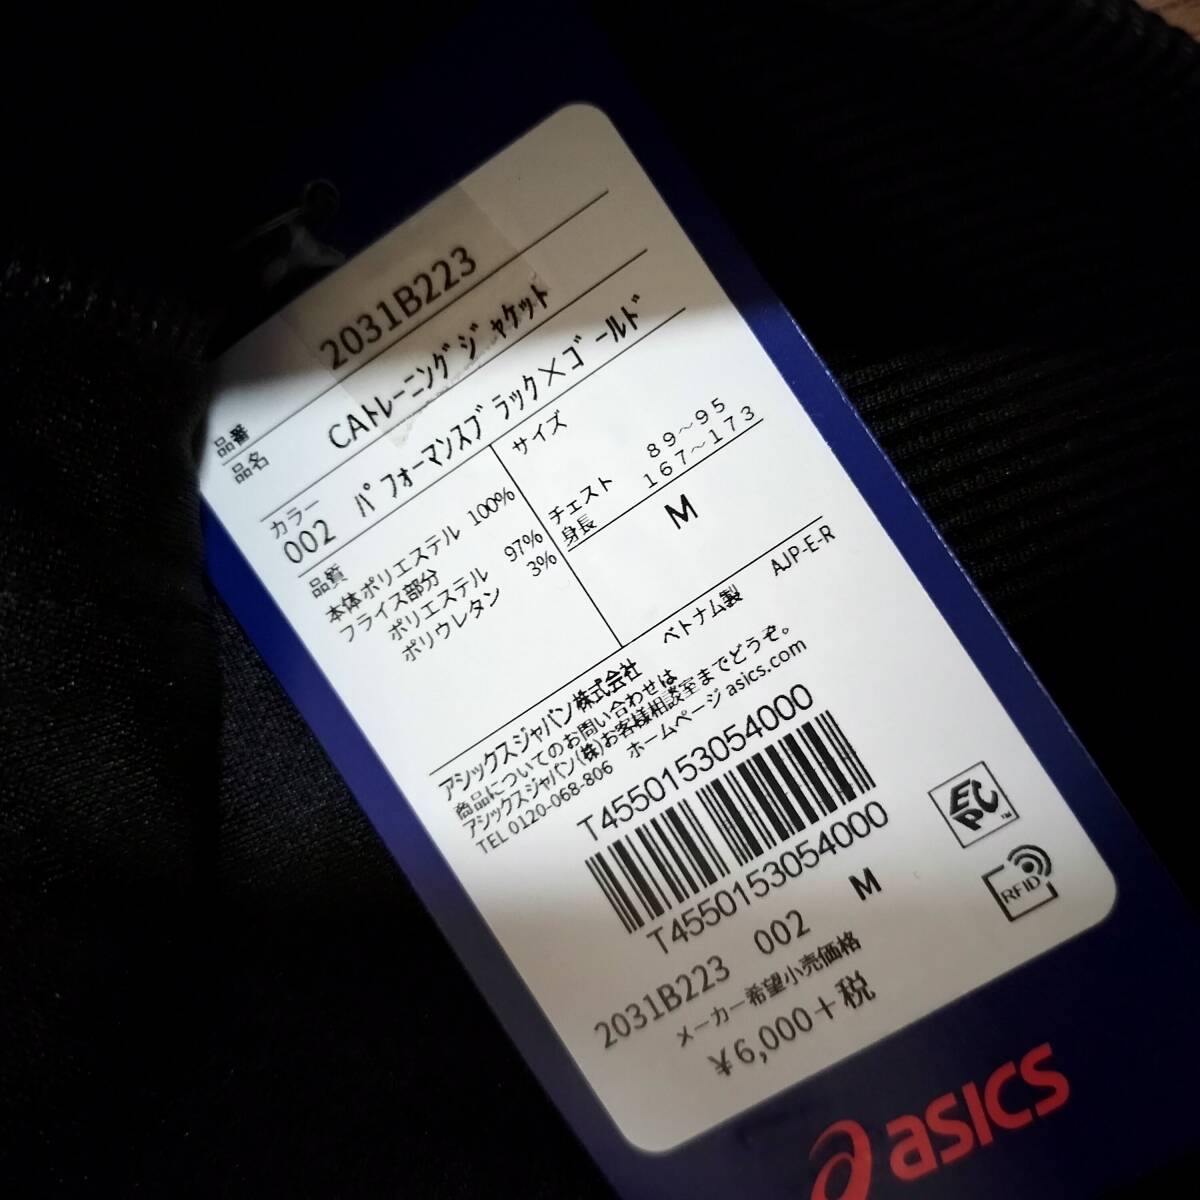 品番 2031B223
品名 CAﾄﾚｰﾆﾝｸﾞｼﾞｬｹｯﾄ
カラー
002 ﾊﾟﾌｫｰﾏﾝｽﾌﾞﾗｯｸ×ｺﾞｰﾙﾄﾞ
品質
本体ポリエステル 100%
フライス部分
ポリエステル 97%
ポリウレタン 3%
サイズ
チェスト 89～95
身長 167～173
M
ベトナム製 AJP-E-R
アシックスジャパン株式会社
商品についてのお問い合わせは
アシックスジャパン(株)お客様相談室までどうぞ。
TEL 0120-068-806 ホームページ asics.com
T4550153054000
T4550153054000
2031B223 002 M
メーカー希望小売価格
¥6,000+税
EPC™
RFID
asics